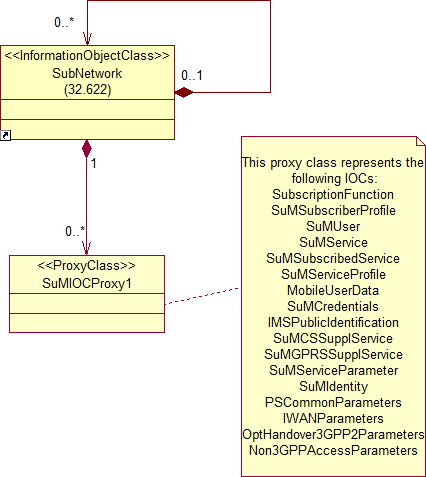 0..*
<<InformationObjectClass>>
SubNetwork
(32.622)
0..1
1
0..*
<<ProxyClass>>
SuMIOCProxy1
This proxy class represents the
following IOCs:
SubscriptionFunction
SuMSubscriberProfile
SuMUser
SuMService
SuMSubscribedService
SuMServiceProfile
MobileUserData
SuMCredentials
IMSPublicIdentification
SuMCSSupplService
SuMGPRSSupplService
SuMServiceParameter
SuMIdentity
PSCommonParameters
IWANParameters
OptHandover3GPP2Parameters
Non3GPPAccessParameters